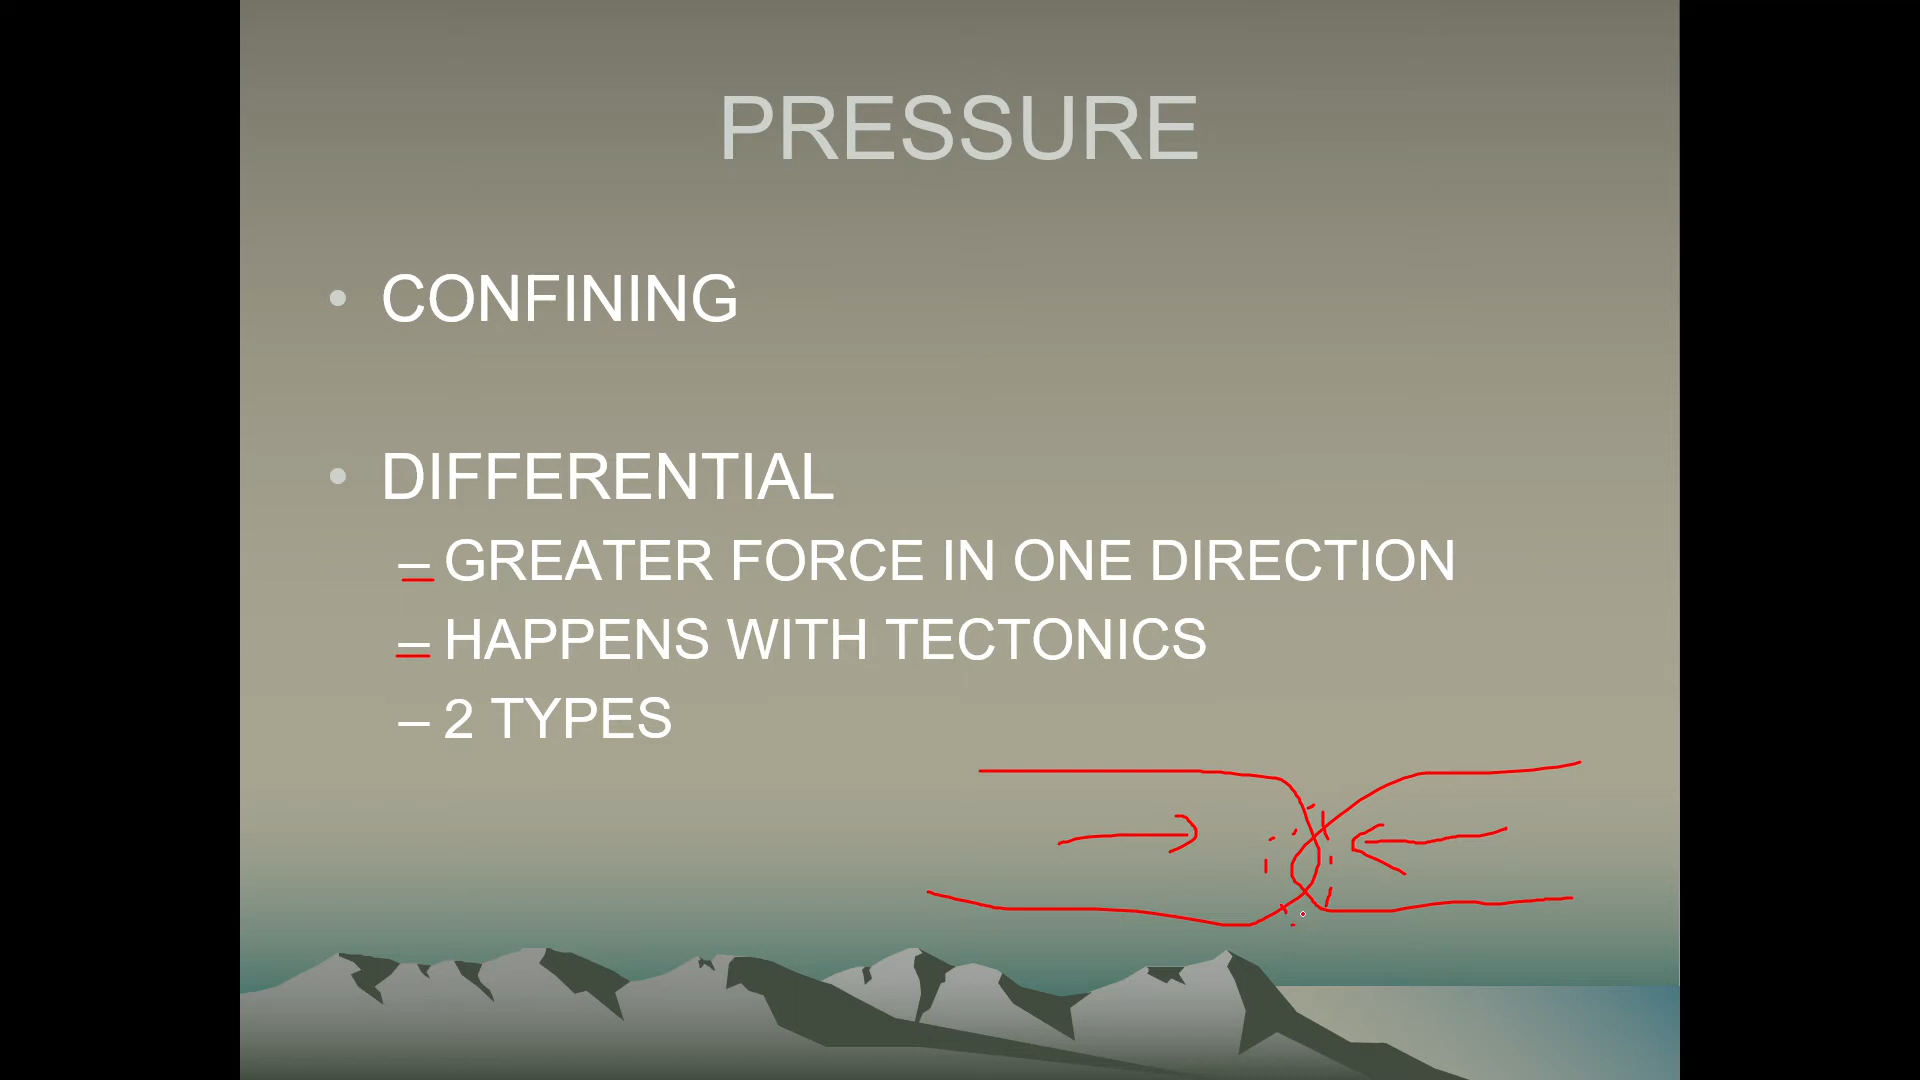 PRESSURE
• CONFINING
• DIFFERENTIAL
– GREATER FORCE IN ONE DIRECTION
– HAPPENS WITH TECTONICS
– 2 TYPES